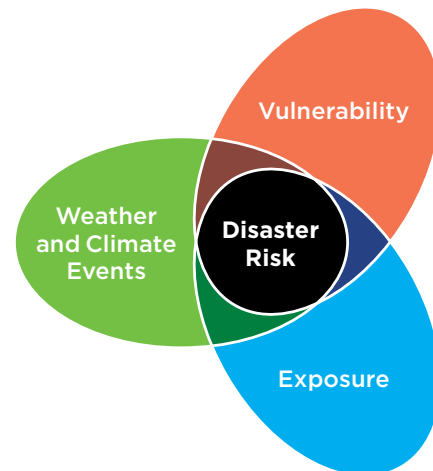 Vulnerability
Weather
and Climate
Events
Disaster
Risk
Exposure